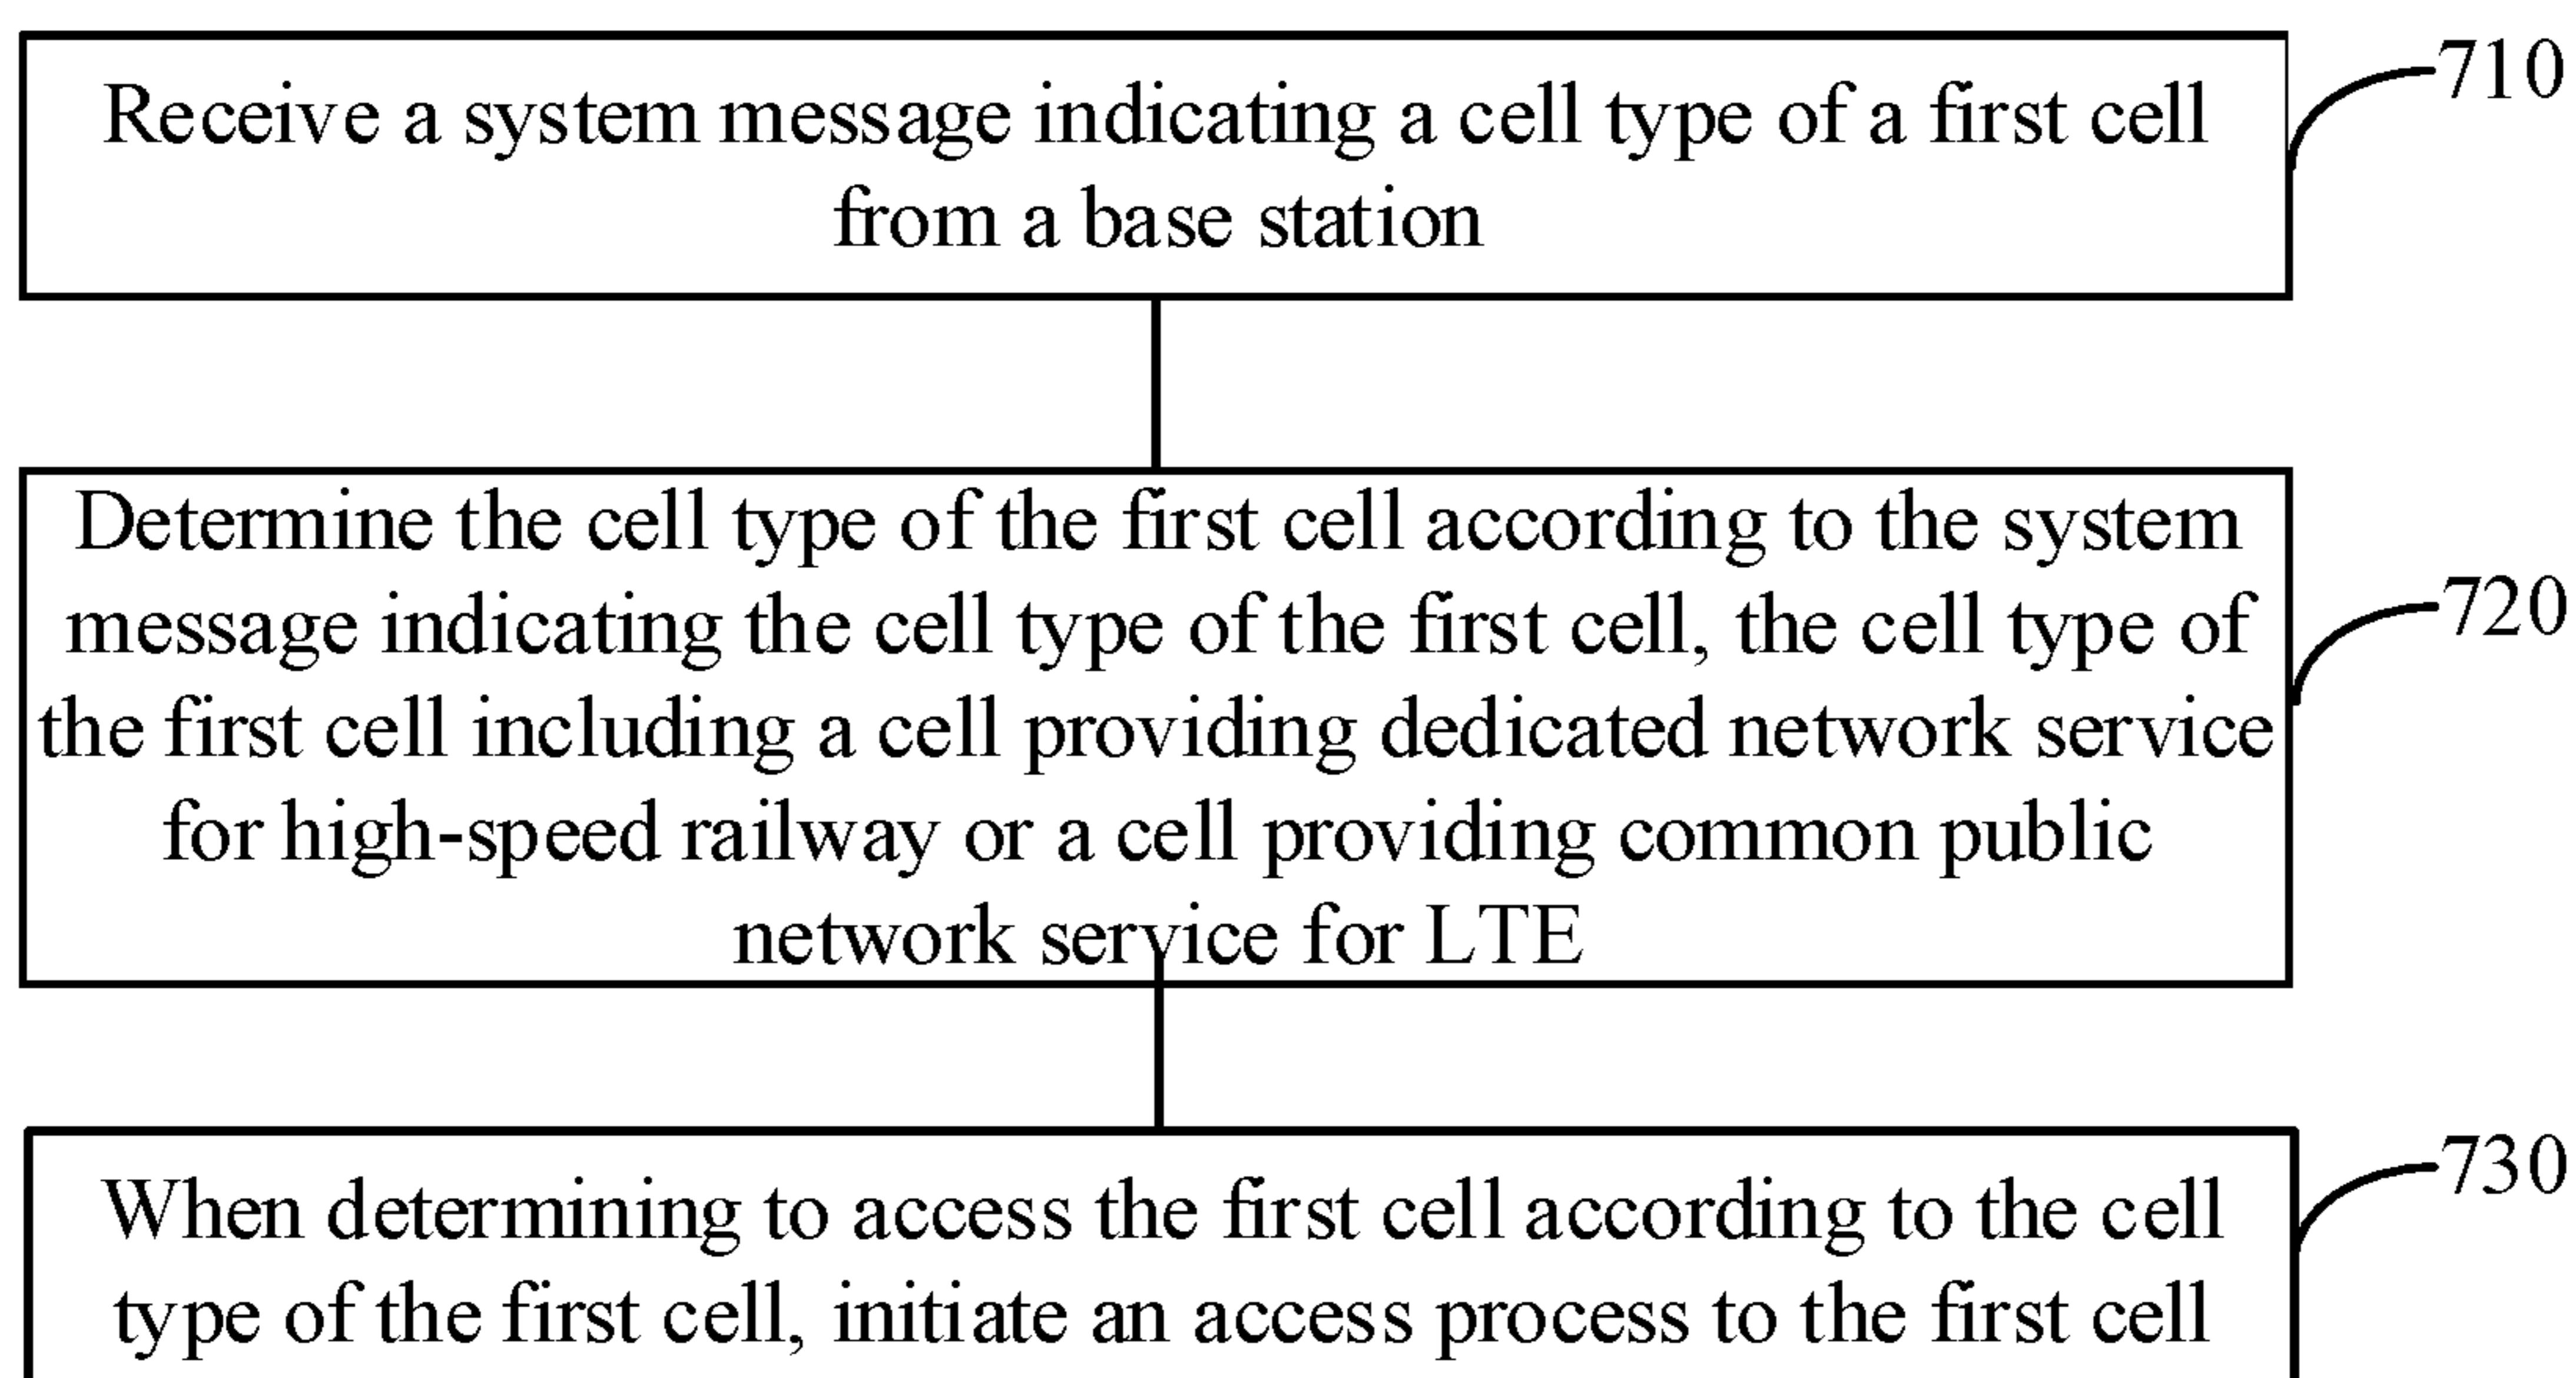 Receive a system message indicating a cell type of a first cell
from a base station
710
Determine the cell type of the first cell according to the system
message indicating the cell type of the first cell, the cell type of
the first cell including a cell providing dedicated network service
for high-speed railway or a cell providing common public
network service for LTE
720
When determining to access the first cell according to the cell
type of the first cell, initiate an access process to the first cell
730